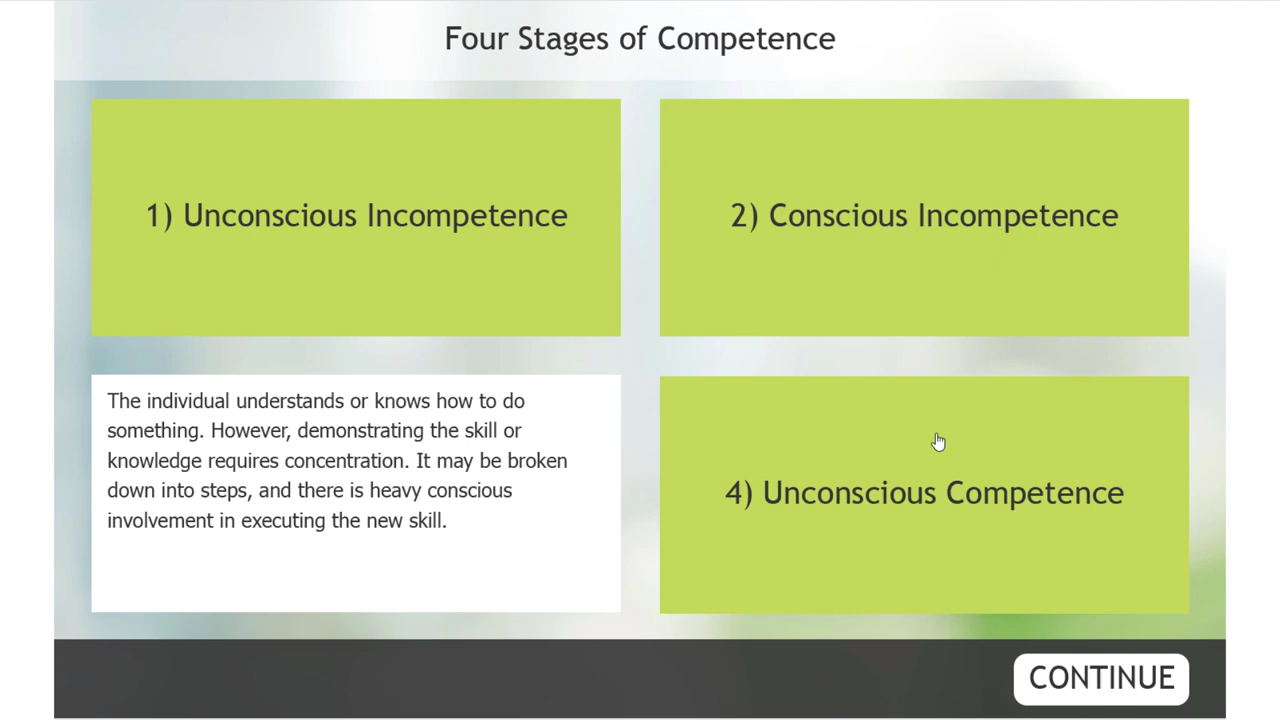 Four Stages of Competence
1) Unconscious Incompetence
2) Conscious Incompetence
The individual understands or knows how to do
something. However, demonstrating the skill or
knowledge requires concentration. It may be broken
down into steps, and there is heavy conscious
involvement in executing the new skill.
4) Unconscious Competence
CONTINUE